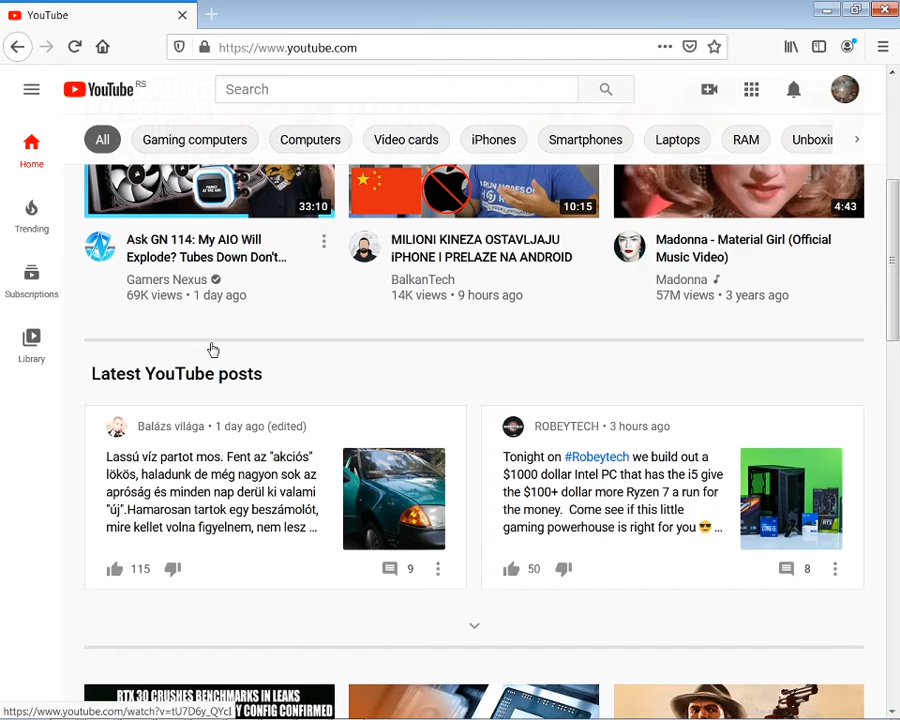 YouTube
https://www.youtube.com
YouTube RS
Search
All
Gaming computers
Computers
Video cards
iPhones
Smartphones
Laptops
RAM
Unboxin
Home
Trending
Subscriptions
Library
33:10
10:15
4:43
Ask GN 114: My AIO Will
Explode? Tubes Down Don't...
Gamers Nexus
69K views • 1 day ago
MILIONI KINEZA OSTAVLJAJU
iPHONE I PRELAZE NA ANDROID
BalkanTech
14K views • 9 hours ago
Madonna - Material Girl (Official
Music Video)
Madonna
57M views • 3 years ago
Latest YouTube posts
Balázs világa • 1 day ago (edited)
Lassú víz partot mos. Fent az "akciós"
lökös, haladunk de még nagyon sok az
apróság és minden nap derül ki valami
"új".Hamarosan tartok egy beszámolót,
mire kellet volna figyelnem, nem lesz ...
115
9
ROBEYTECH • 3 hours ago
Tonight on #Robeytech we build out a
$1000 dollar Intel PC that has the i5 give
the $100+ dollar more Ryzen 7 a run for
the money. Come see if this little
gaming powerhouse is right for you 😎 ...
50
8
RTX 30 CRUSHES BENCHMARKS IN LEAKS
CONFIG CONFIRMED
https://www.youtube.com/watch?v=tU7D6y_QYcI